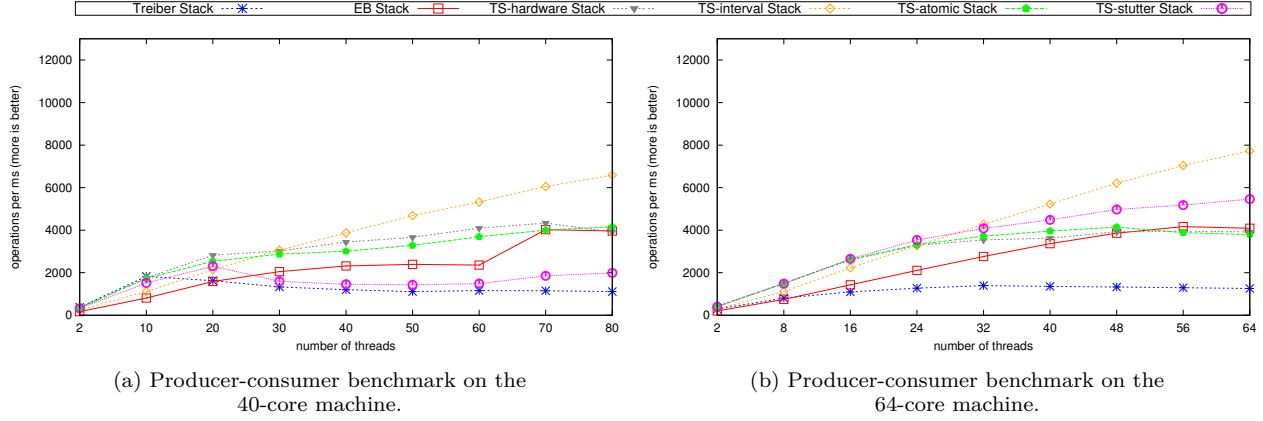 Treiber Stack EB Stack TS-hardware Stack TS-interval Stack TS-atomic Stack TS-stutter Stack
operations per ms (more is better)
12000
10000
8000
6000
4000
2000
0
2 10 20 30 40 50 60 70 80
number of threads
(a) Producer-consumer benchmark on the
40-core machine.
operations per ms (more is better)
12000
10000
8000
6000
4000
2000
0
2 8 16 24 32 40 48 56 64
number of threads
(b) Producer-consumer benchmark on the
64-core machine.